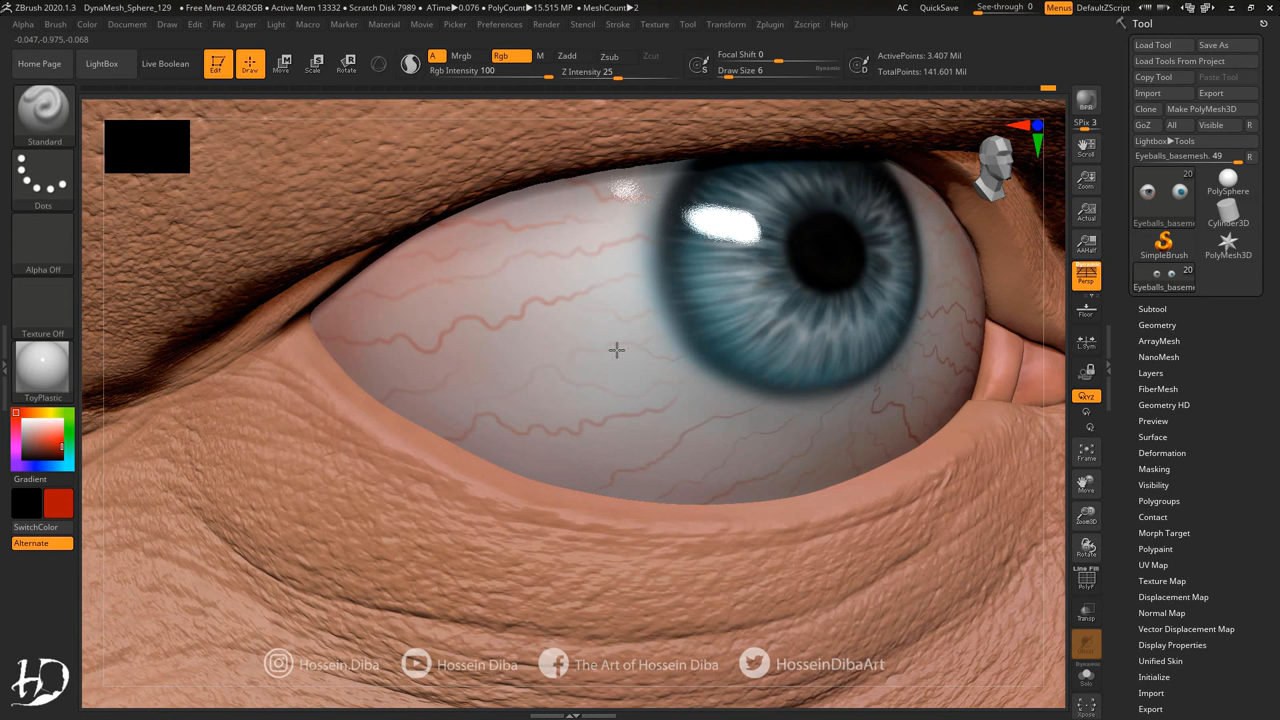 ZBrush 2020.1.3 DynaMesh_Sphere_129 • Free Mem 42.682GB • Active Mem 13332 • Scratch Disk 7989 • ATime▶0.076 • PolyCount▶15.515 MP • MeshCount▶2 AC QuickSave See-through 0 Menus DefaultZScript
Alpha Brush Color Document Draw Edit File Layer Light Macro Marker Material Movie Picker Preferences Render Stencil Stroke Texture Tool Transform Zplugin Zscript Help
-0.047,-0.975,-0.068
Home Page LightBox Live Boolean Edit Draw Move Scale Rotate
A Mrgb Rgb M Zadd Zsub Zcut
Rgb Intensity 100 Z Intensity 25
Focal Shift 0
Draw Size 6 Dynamic
S D
ActivePoints: 3.407 Mil
TotalPoints: 141.601 Mil
Standard
Dots
Alpha Off
Texture Off
ToyPlastic
Gradient
SwitchColor
Alternate
HD
Hossein.Diba Hossein Diba The Art of Hossein Diba HosseinDibaArt
BPR
SPix 3
Scroll
Zoom
Actual
AAHalf
Dynamic
Persp
Floor
L.Sym
XYZ
Frame
Move
Zoom3D
Rotate
Line Fill
PolyF
Transp
Dynamic
Solo
Xpose
Tool
Load Tool Save As
Load Tools From Project
Copy Tool Paste Tool
Import Export
Clone Make PolyMesh3D
GoZ All Visible R
Lightbox▶Tools
Eyeballs_basemesh. 49 R
20
Eyeballs_baseme PolySphere
Cylinder3D
SimpleBrush PolyMesh3D
20
Eyeballs_baseme
Subtool
Geometry
ArrayMesh
NanoMesh
Layers
FiberMesh
Geometry HD
Preview
Surface
Deformation
Masking
Visibility
Polygroups
Contact
Morph Target
Polypaint
UV Map
Texture Map
Displacement Map
Normal Map
Vector Displacement Map
Display Properties
Unified Skin
Initialize
Import
Export